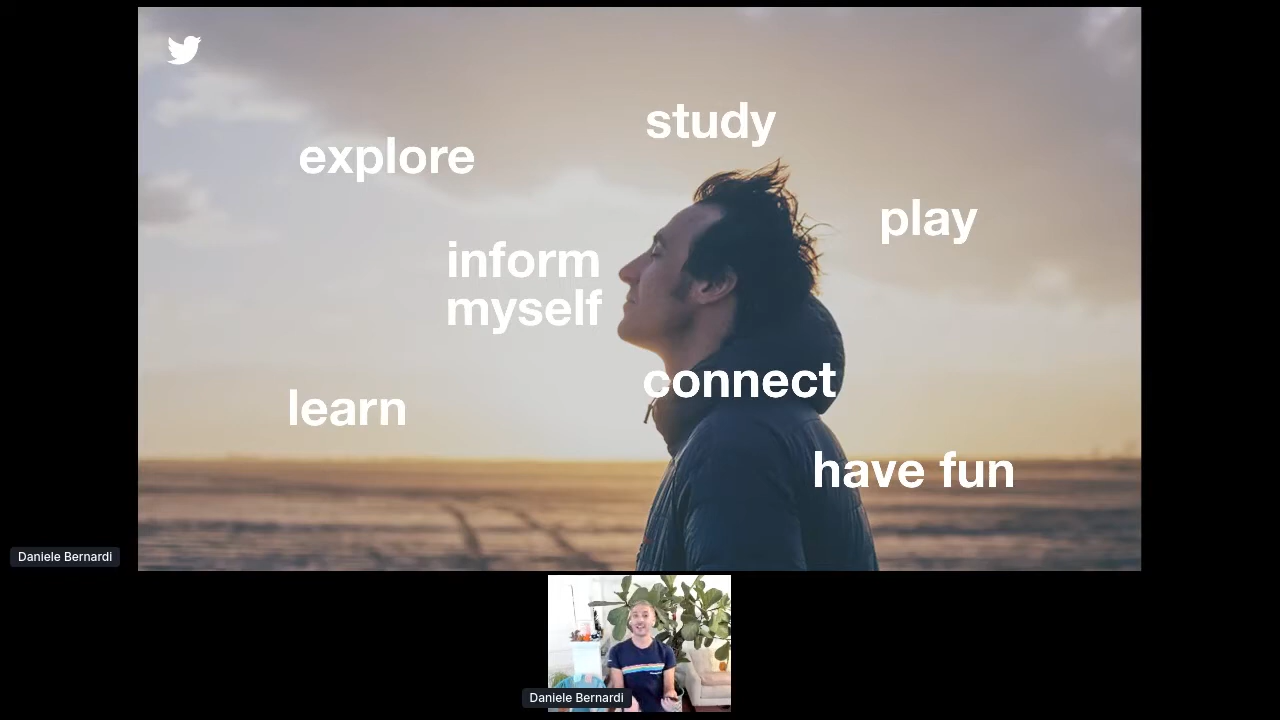 study
explore
play
inform
myself
connect
learn
have fun
Daniele Bernardi
Daniele Bernardi